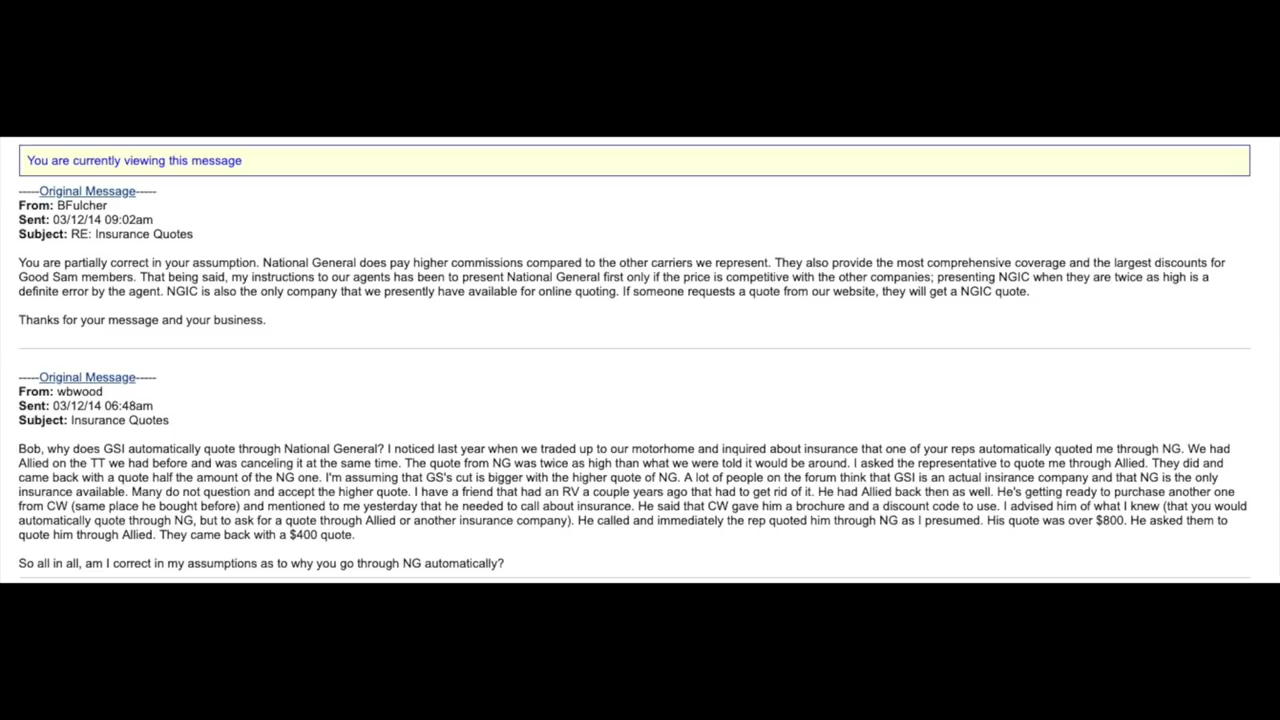 You are currently viewing this message
-----Original Message-----
From: BFulcher
Sent: 03/12/14 09:02am
Subject: RE: Insurance Quotes
You are partially correct in your assumption. National General does pay higher commissions compared to the other carriers we represent. They also provide the most comprehensive coverage and the largest discounts for
Good Sam members. That being said, my instructions to our agents has been to present National General first only if the price is competitive with the other companies; presenting NGIC when they are twice as high is a
definite error by the agent. NGIC is also the only company that we presently have available for online quoting. If someone requests a quote from our website, they will get a NGIC quote.
Thanks for your message and your business.
-----Original Message-----
From: wbwood
Sent: 03/12/14 06:48am
Subject: Insurance Quotes
Bob, why does GSI automatically quote through National General? I noticed last year when we traded up to our motorhome and inquired about insurance that one of your reps automatically quoted me through NG. We had
Allied on the TT we had before and was canceling it at the same time. The quote from NG was twice as high than what we were told it would be around. I asked the representative to quote me through Allied. They did and
came back with a quote half the amount of the NG one. I'm assuming that GS's cut is bigger with the higher quote of NG. A lot of people on the forum think that GSI is an actual insirance company and that NG is the only
insurance available. Many do not question and accept the higher quote. I have a friend that had an RV a couple years ago that had to get rid of it. He had Allied back then as well. He's getting ready to purchase another one
from CW (same place he bought before) and mentioned to me yesterday that he needed to call about insurance. He said that CW gave him a brochure and a discount code to use. I advised him of what I knew (that you would
automatically quote through NG, but to ask for a quote through Allied or another insurance company). He called and immediately the rep quoted him through NG as I presumed. His quote was over $800. He asked them to
quote him through Allied. They came back with a $400 quote.
So all in all, am I correct in my assumptions as to why you go through NG automatically?